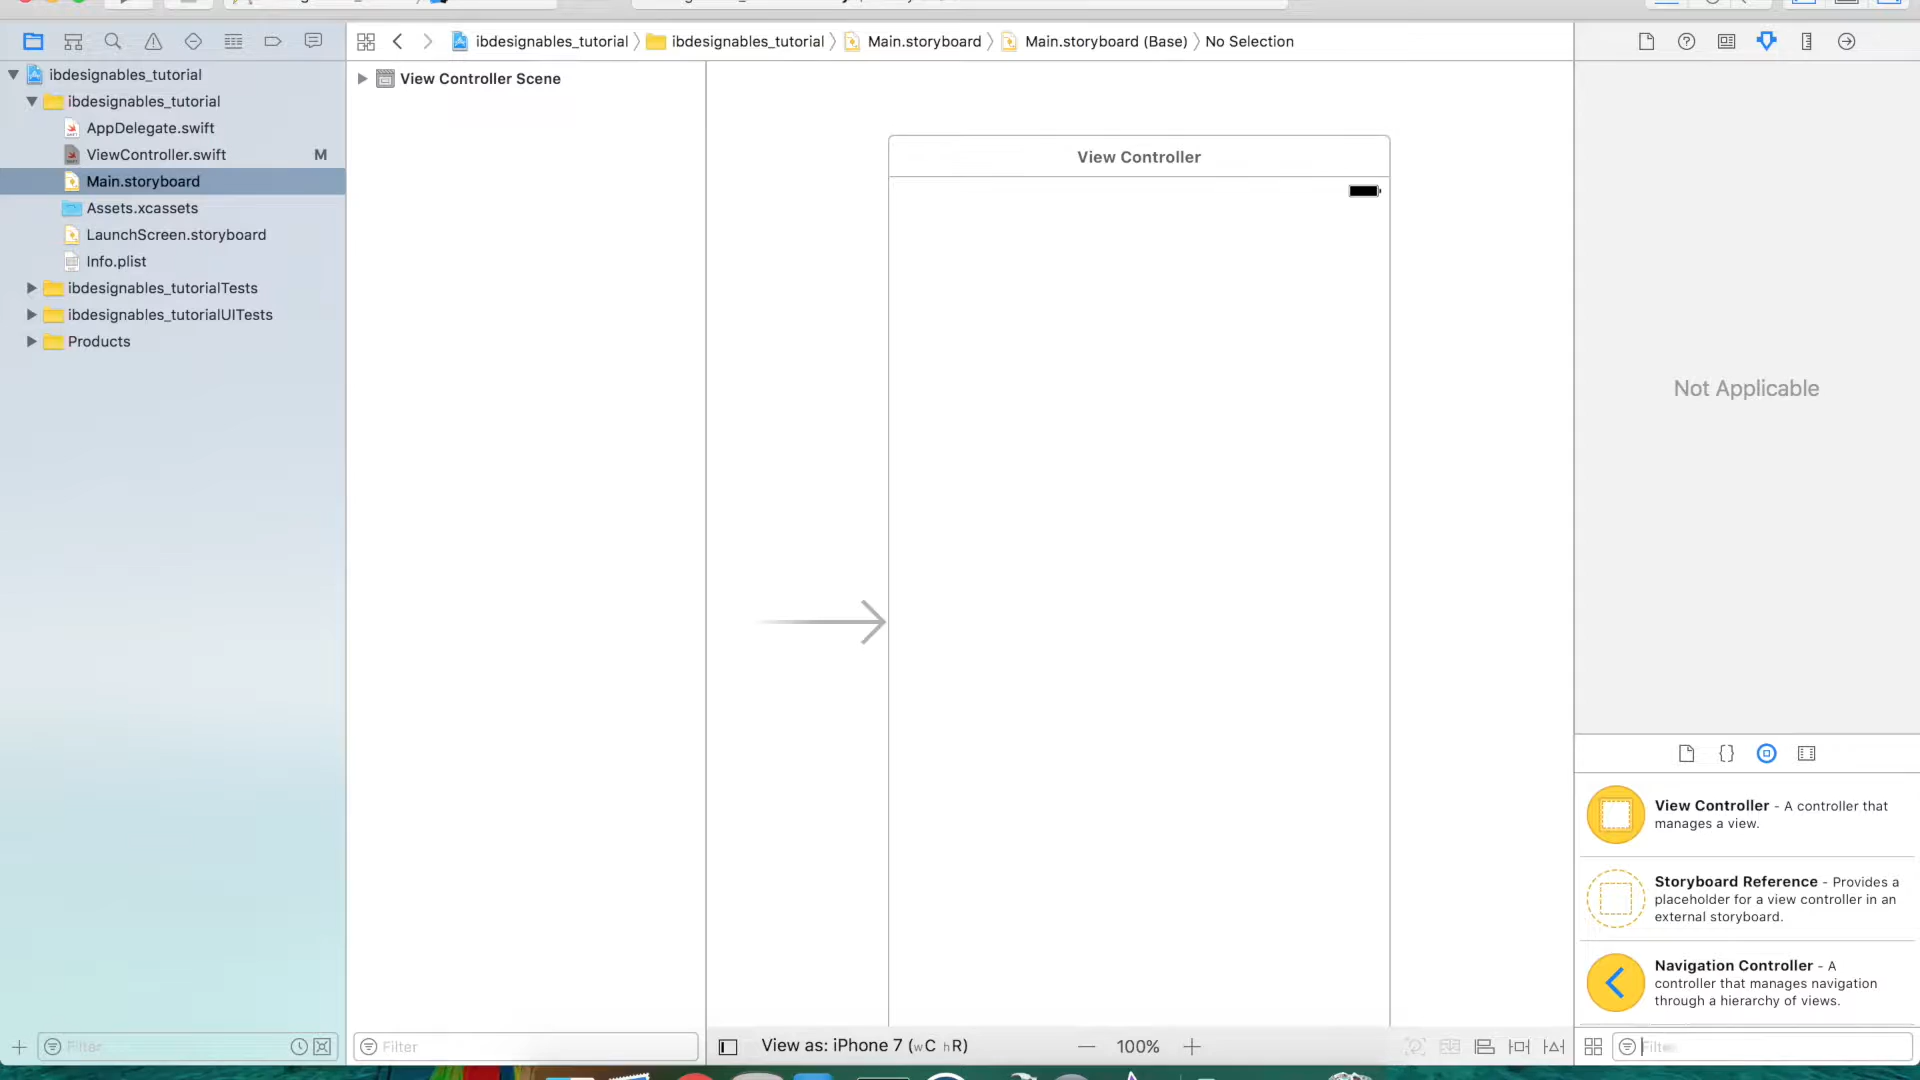 ibdesignables_tutorial
ibdesignables_tutorial
Main.storyboard
Main.storyboard (Base)
No Selection
ibdesignables_tutorial
ibdesignables_tutorial
AppDelegate.swift
ViewController.swift M
Main.storyboard
Assets.xcassets
LaunchScreen.storyboard
Info.plist
ibdesignables_tutorialTests
ibdesignables_tutorialUITests
Products
Filter
View Controller Scene
Filter
View Controller
View as: iPhone 7 (wC hR)
100%
Not Applicable
View Controller - A controller that
manages a view.
Storyboard Reference - Provides a
placeholder for a view controller in an
external storyboard.
Navigation Controller - A
controller that manages navigation
through a hierarchy of views.
Filter